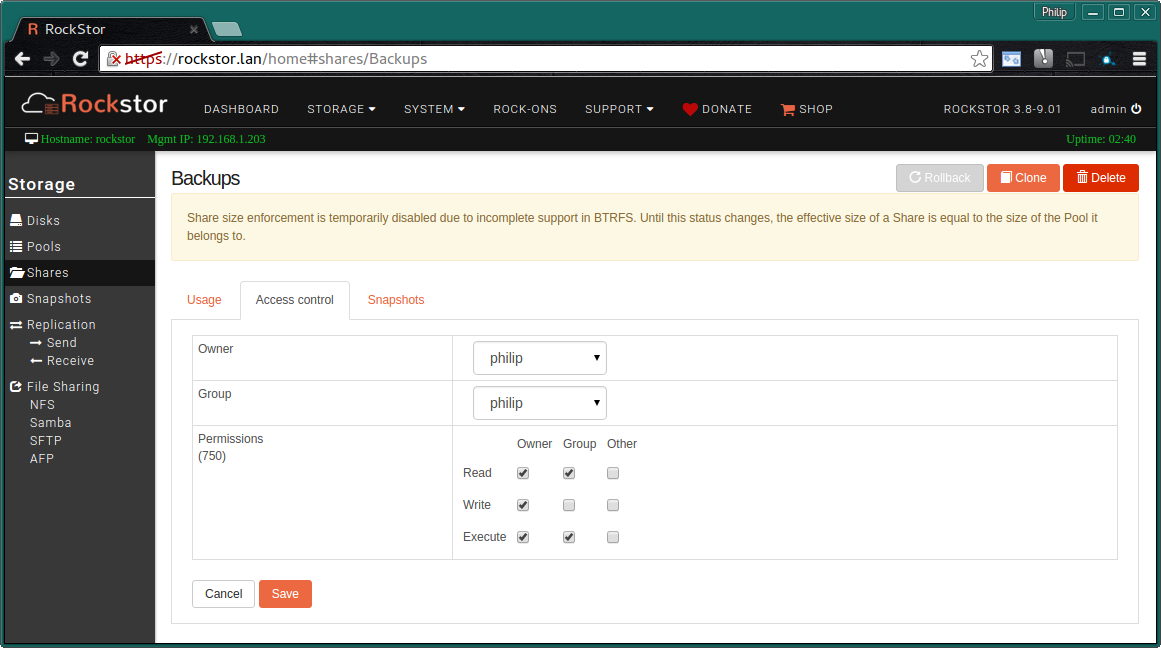 Philip
R RockStor
https://rockstor.lan/home#shares/Backups
Rockstor DASHBOARD STORAGE SYSTEM ROCK-ONS SUPPORT DONATE SHOP ROCKSTOR 3.8-9.01 admin
Hostname: rockstor Mgmt IP: 192.168.1.203 Uptime: 02:40
Storage
Disks
Pools
Shares
Snapshots
Replication
Send
Receive
File Sharing
NFS
Samba
SFTP
AFP
Backups Rollback Clone Delete
Share size enforcement is temporarily disabled due to incomplete support in BTRFS. Until this status changes, the effective size of a Share is equal to the size of the Pool it
belongs to.
Usage Access control Snapshots
Owner philip
Group philip
Permissions
(750)
Owner Group Other
Read
Write
Execute
Cancel Save